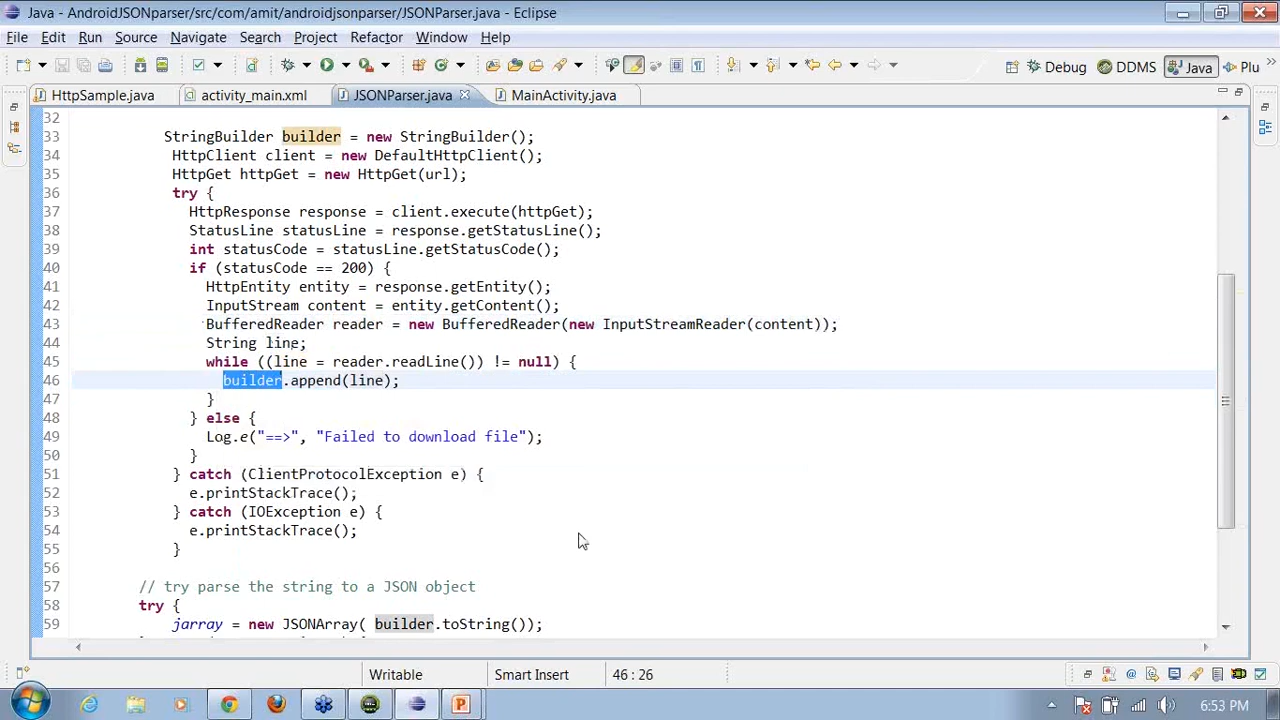 Java - AndroidJSONparser/src/com/amit/androidjsonparser/JSONParser.java - Eclipse
File Edit Run Source Navigate Search Project Refactor Window Help
Debug DDMS Java Plu
HttpSample.java activity_main.xml JSONParser.java MainActivity.java
32
33 StringBuilder builder = new StringBuilder();
34 HttpClient client = new DefaultHttpClient();
35 HttpGet httpGet = new HttpGet(url);
36 try {
37 HttpResponse response = client.execute(httpGet);
38 StatusLine statusLine = response.getStatusLine();
39 int statusCode = statusLine.getStatusCode();
40 if (statusCode == 200) {
41 HttpEntity entity = response.getEntity();
42 InputStream content = entity.getContent();
43 BufferedReader reader = new BufferedReader(new InputStreamReader(content));
44 String line;
45 while ((line = reader.readLine()) != null) {
46 builder.append(line);
47 }
48 } else {
49 Log.e("==>", "Failed to download file");
50 }
51 } catch (ClientProtocolException e) {
52 e.printStackTrace();
53 } catch (IOException e) {
54 e.printStackTrace();
55 }
56
57 // try parse the string to a JSON object
58 try {
59 jarray = new JSONArray( builder.toString());
Writable Smart Insert 46 : 26
6:53 PM